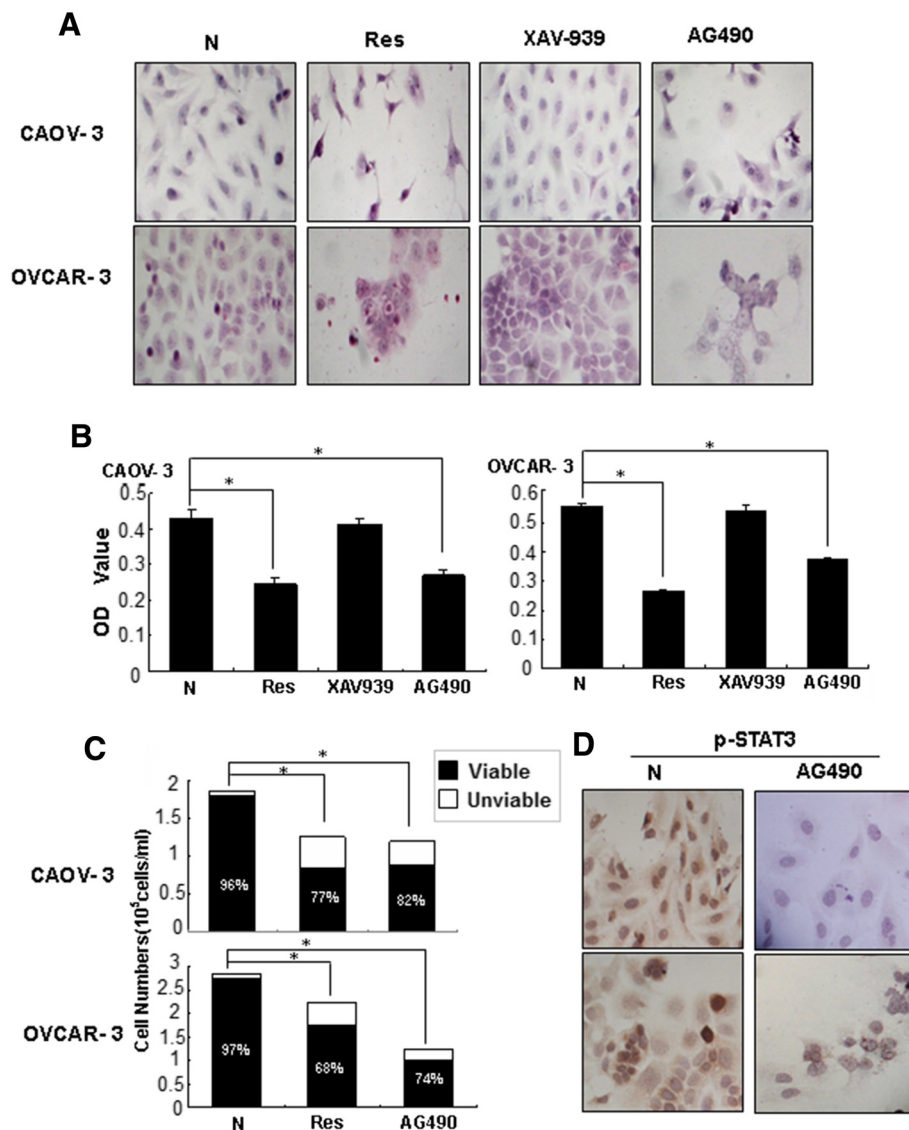 A
N Res XAV-939 AG490
CAOV- 3
OVCAR- 3
B
CAOV- 3
*
*
OD Value
0.5
0.4
0.3
0.2
0.1
0
N Res XAV939 AG490
OVCAR- 3
*
*
0.6
0.5
0.4
0.3
0.2
0.1
0
N Res XAV939 AG490
C
Viable
Unviable
Cell Numbers(10⁵cells/ml)
CAOV- 3
*
*
2
1.5
1
0.5
0
96% 77% 82%
OVCAR- 3
*
*
3
2.5
2
1.5
1
0.5
0
97% 68% 74%
N Res AG490
D
p-STAT3
N AG490